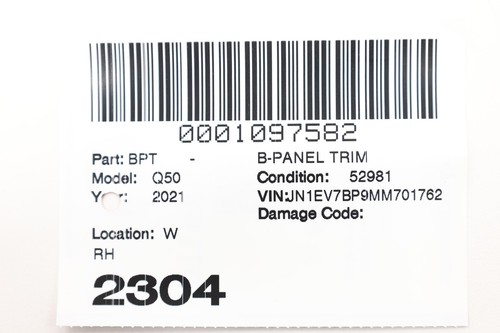 0001097582
Part: BPT - B-PANEL TRIM
Model: Q50 Condition: 52981
Year: 2021 VIN:JN1EV7BP9MM701762
Damage Code:
Location: W
RH
2304